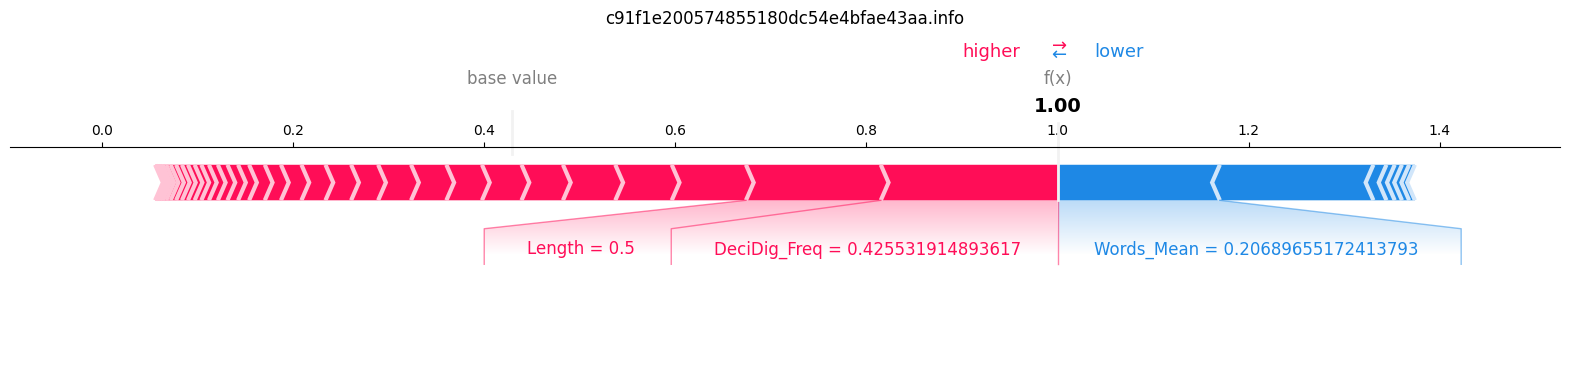 c91f1e200574855180dc54e4bfae43aa.info
higher → ← lower
base value f(x)
1.00
0.0 0.2 0.4 0.6 0.8 1.0 1.2 1.4
Length = 0.5 DeciDig_Freq = 0.425531914893617 Words_Mean = 0.20689655172413793